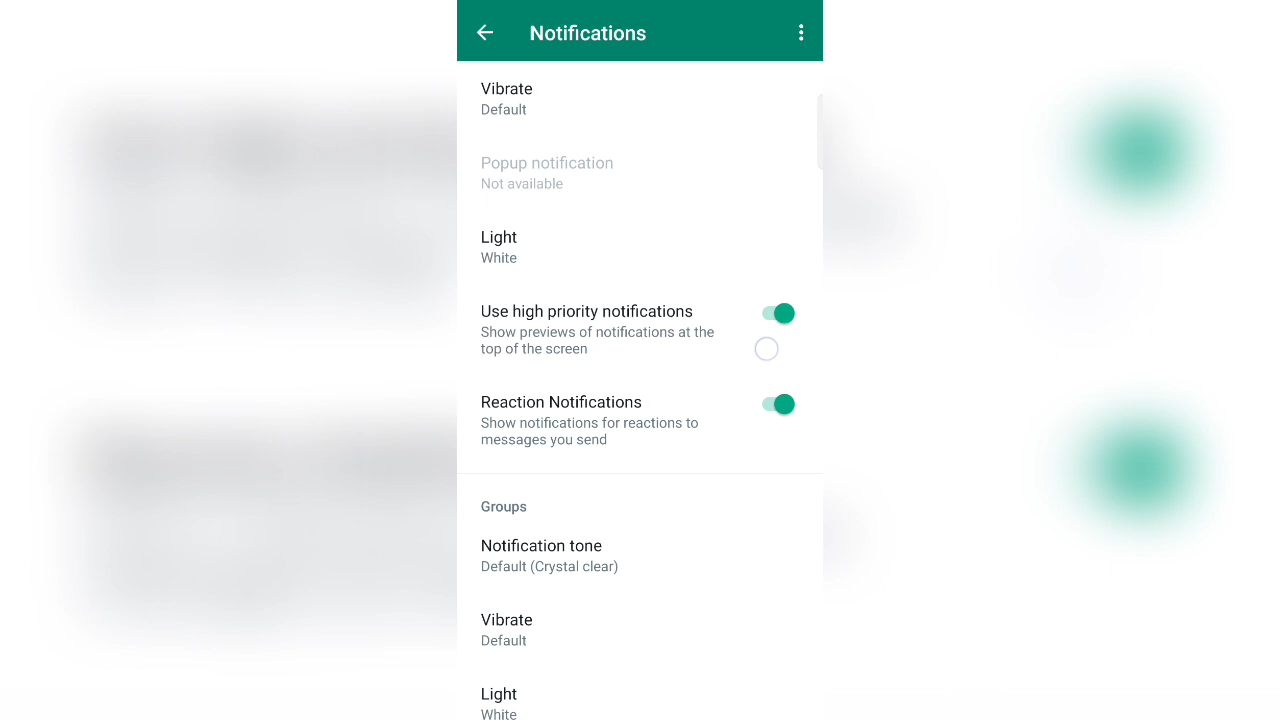 Notifications
Vibrate
Default
Popup notification
Not available
Light
White
Use high priority notifications
Show previews of notifications at the
top of the screen
Reaction Notifications
Show notifications for reactions to
messages you send
Groups
Notification tone
Default (Crystal clear)
Vibrate
Default
Light
White